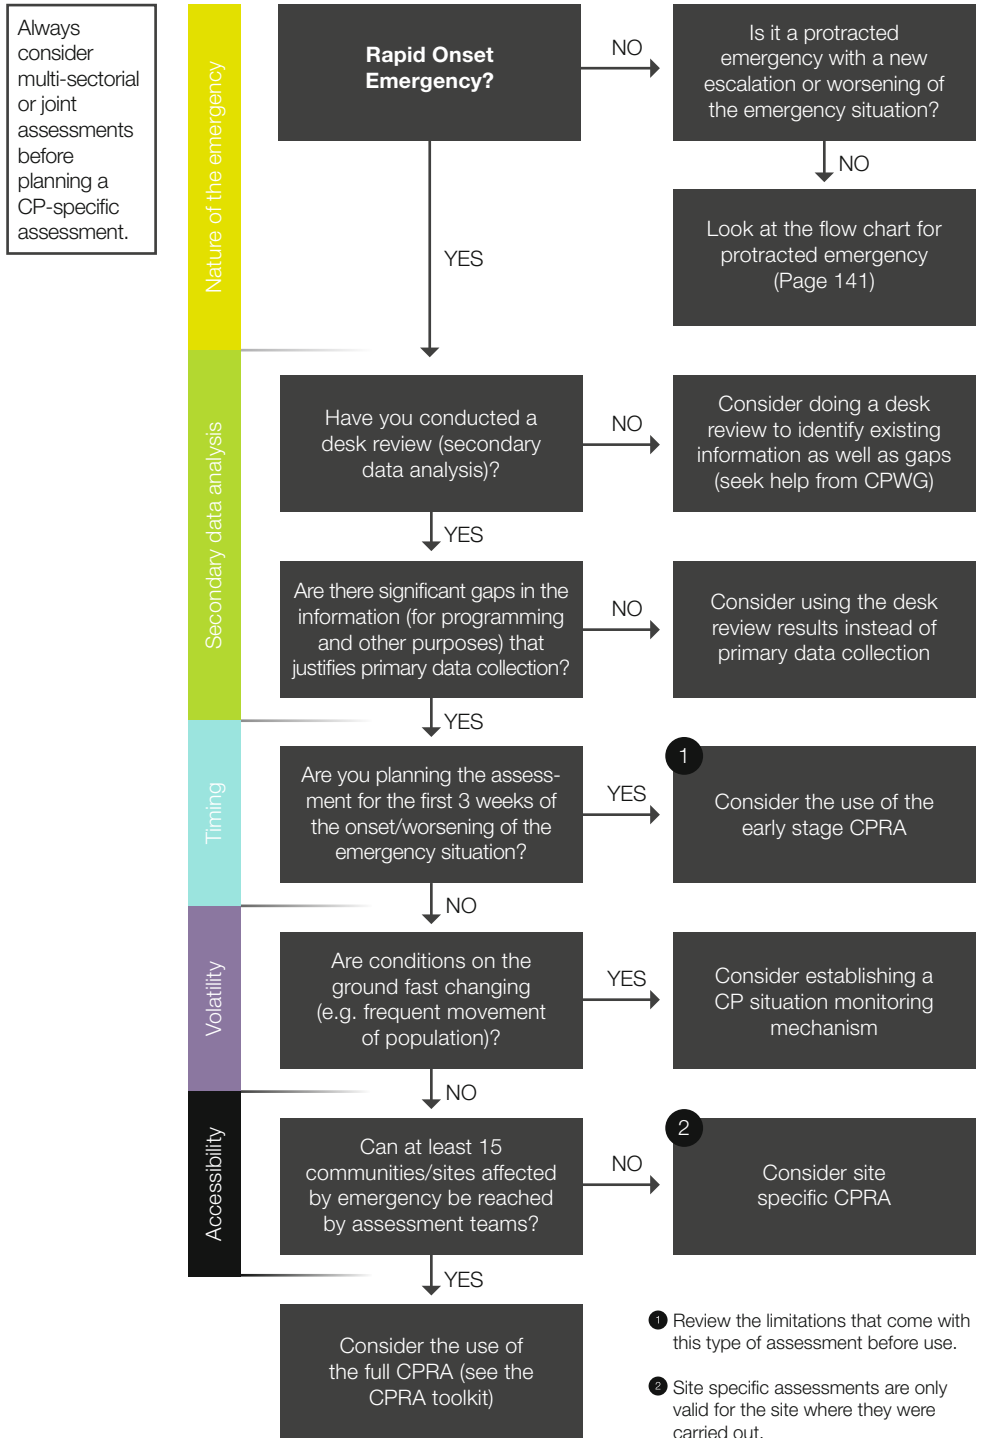 Always
consider
multi-sectorial
or joint
assessments
before
planning a
CP-specific
assessment.
Nature of the emergency
Rapid Onset
Emergency?
NO
Is it a protracted
emergency with a new
escalation or worsening of
the emergency situation?
NO
Look at the flow chart for
protracted emergency
(Page 141)
YES
Secondary data analysis
Have you conducted a
desk review (secondary
data analysis)?
NO
Consider doing a desk
review to identify existing
information as well as gaps
(seek help from CPWG)
YES
Are there significant gaps in the
information (for programming
and other purposes) that
justifies primary data collection?
NO
Consider using the desk
review results instead of
primary data collection
YES
Timing
Are you planning the assess-
ment for the first 3 weeks of
the onset/worsening of the
emergency situation?
YES
1
Consider the use of the
early stage CPRA
NO
Volatility
Are conditions on the
ground fast changing
(e.g. frequent movement
of population)?
YES
Consider establishing a
CP situation monitoring
mechanism
NO
Accessibility
Can at least 15
communities/sites affected
by emergency be reached
by assessment teams?
NO
2
Consider site
specific CPRA
YES
Consider the use of
the full CPRA (see the
CPRA toolkit)
1 Review the limitations that come with
this type of assessment before use.
2 Site specific assessments are only
valid for the site where they were
carried out.